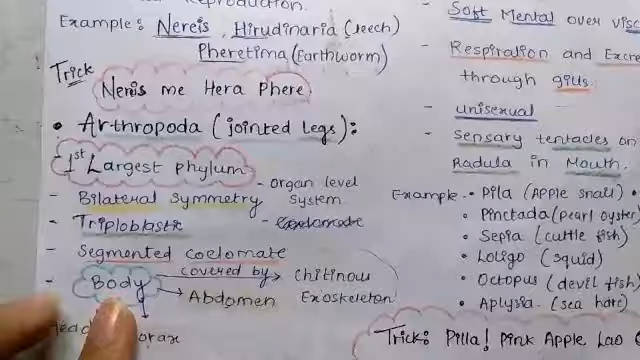 Reproduction.
Example: Nereis, Hirudinaria (leech)
Pheretima (Earthworm)
Trick
Nereis me Hera Phere
• Arthropoda (jointed legs):
1st Largest phylum
- Organ level
- Bilateral symmetry system
- Triploblastic
- Segmented coelomate
- Body covered by → Chitinous
Exoskeleton
→ Abdomen
- Soft Mental over
- Respiration and
through gills.
- unisexual
- Sensary tentacles on
Radula in Mouth.
Example • Pila (Apple snail)
• Pinctada (pearl oyster)
• Sepia (cuttle fish)
• Loligo (squid)
• Octopus (devil fish)
• Aplysia (sea hare)
Trick: Pilla! Pink Apple Lao